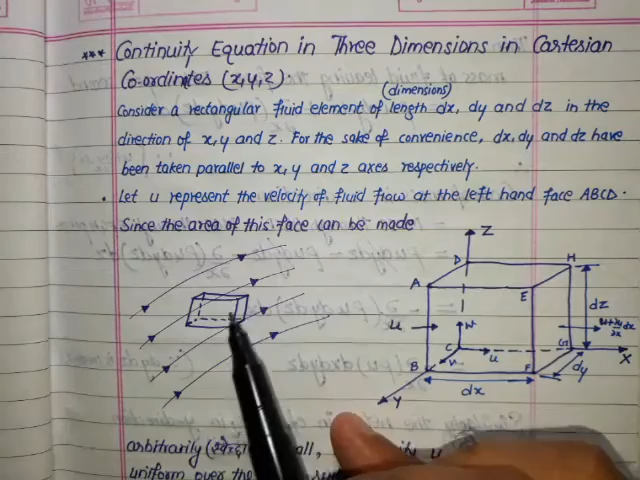 *** Continuity Equation in Three Dimensions in Cartesian
Co-ordinates (x,y,z):
(dimensions)
Consider a rectangular fluid element of length dx, dy and dz in the
direction of x, y and z. For the sake of convenience, dx, dy and dz have
been taken parallel to x, y and z axes respectively.
• Let u represent the velocity of fluid flow at the left hand face ABCD.
Since the area of this face can be made
Z
D
H
A
E
dz
u
w
C
u
G
X
v
B
F
dy
dx
Y
arbitrarily
uniform over the